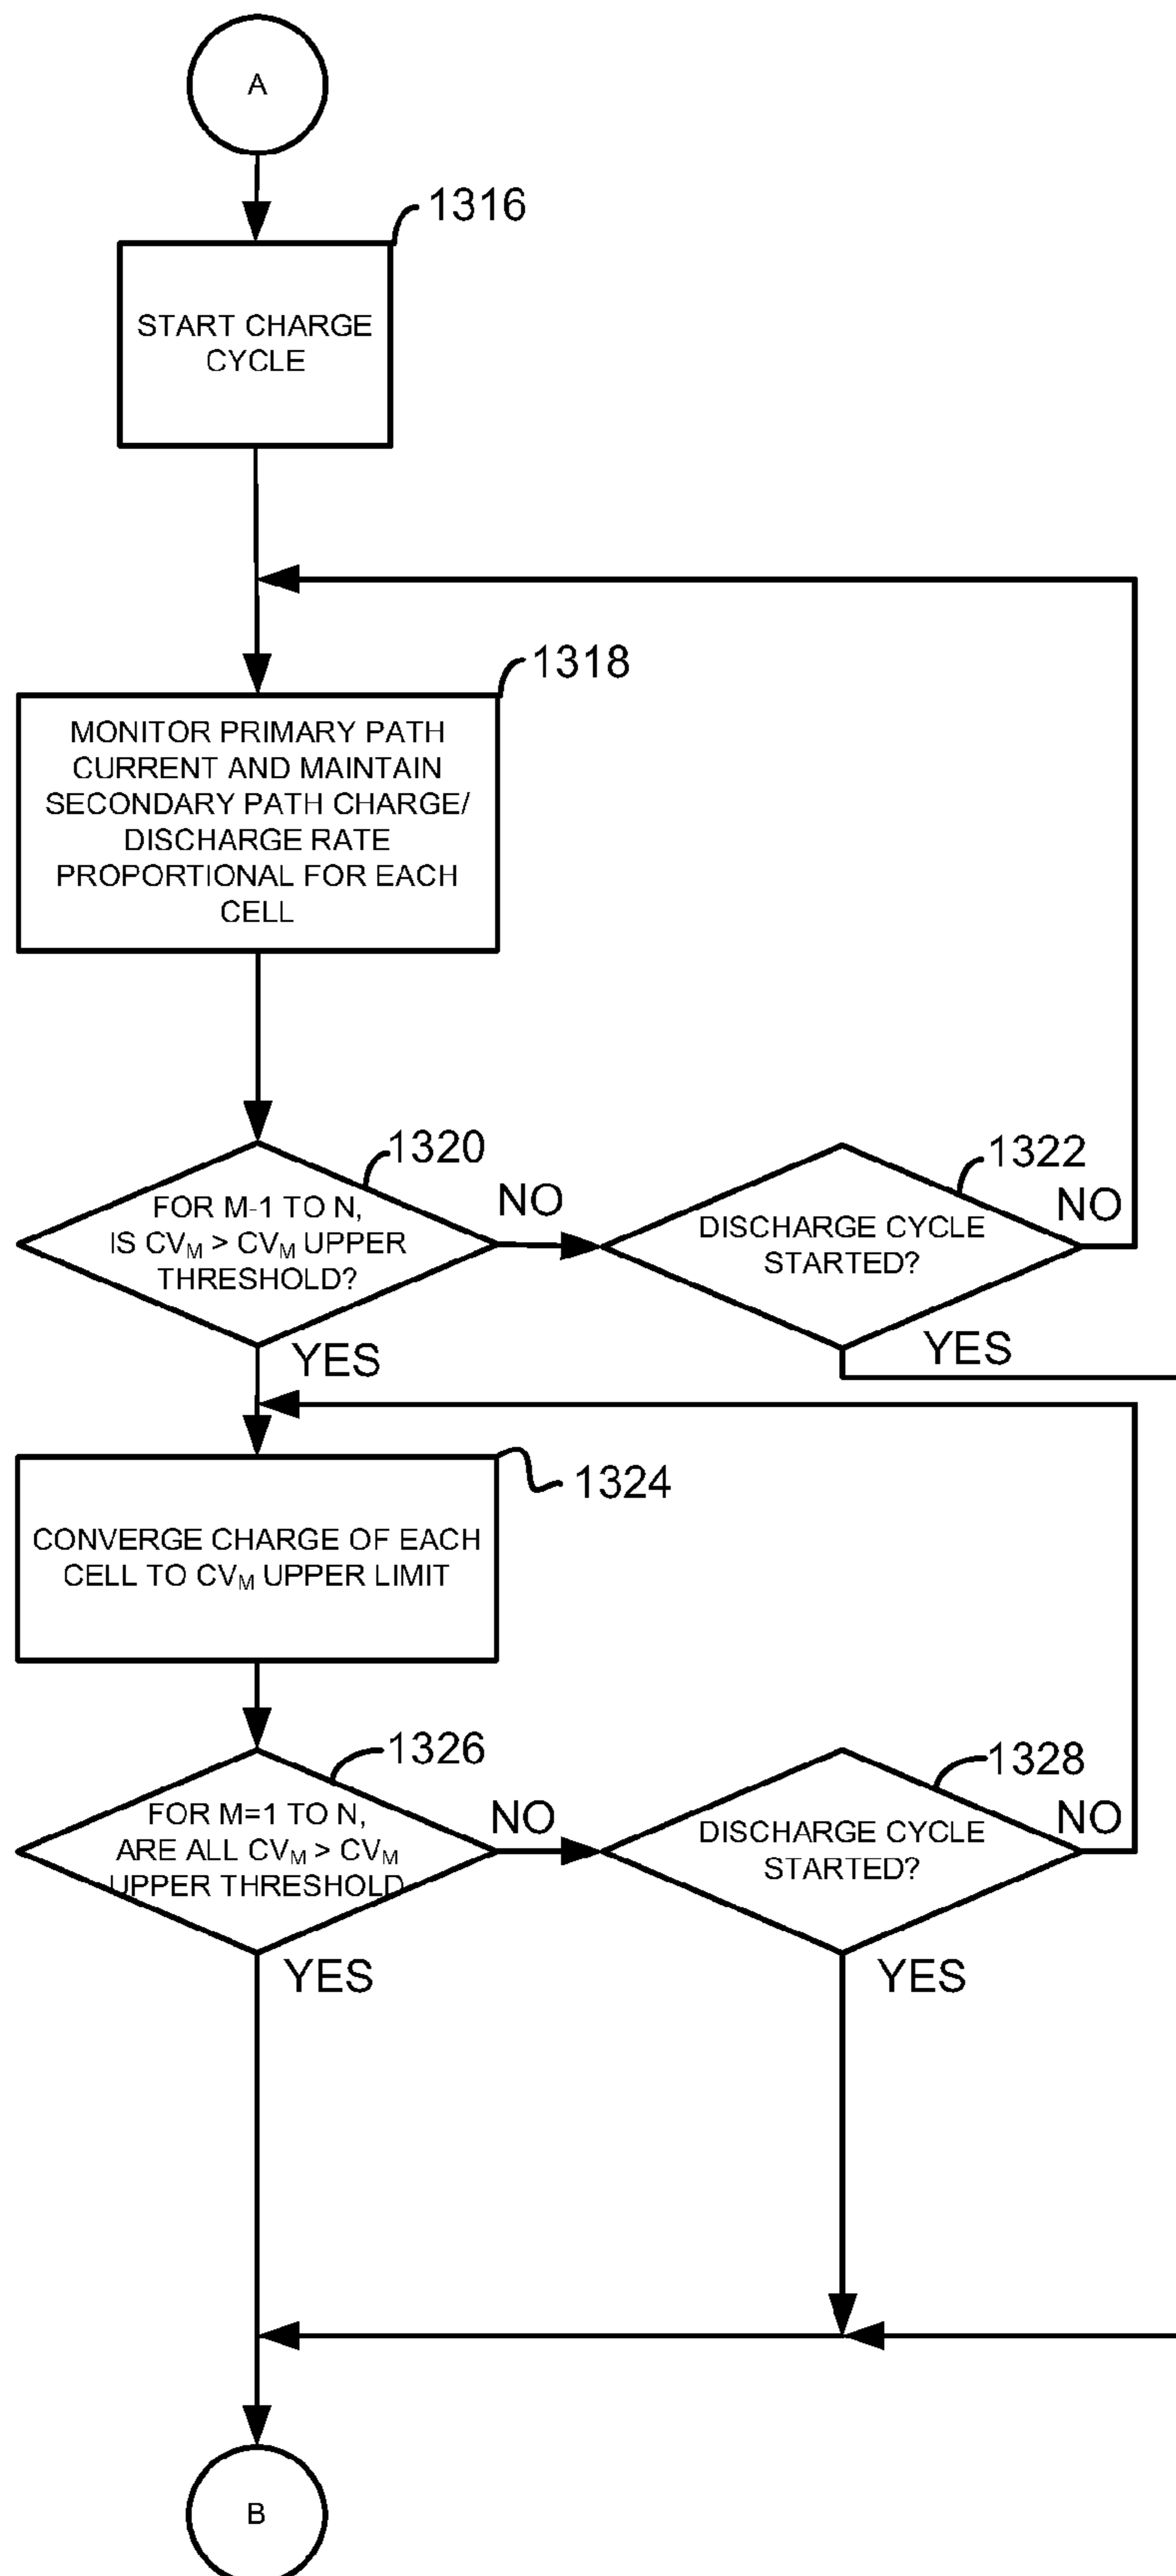 A
1316
START CHARGE
CYCLE
1318
MONITOR PRIMARY PATH
CURRENT AND MAINTAIN
SECONDARY PATH CHARGE/
DISCHARGE RATE
PROPORTIONAL FOR EACH
CELL
1320
FOR M-1 TO N,
IS CVM > CVM UPPER
THRESHOLD?
NO
YES
1322
DISCHARGE CYCLE
STARTED?
NO
YES
1324
CONVERGE CHARGE OF EACH
CELL TO CVM UPPER LIMIT
1326
FOR M=1 TO N,
ARE ALL CVM > CVM
UPPER THRESHOLD
NO
YES
1328
DISCHARGE CYCLE
STARTED?
NO
YES
B